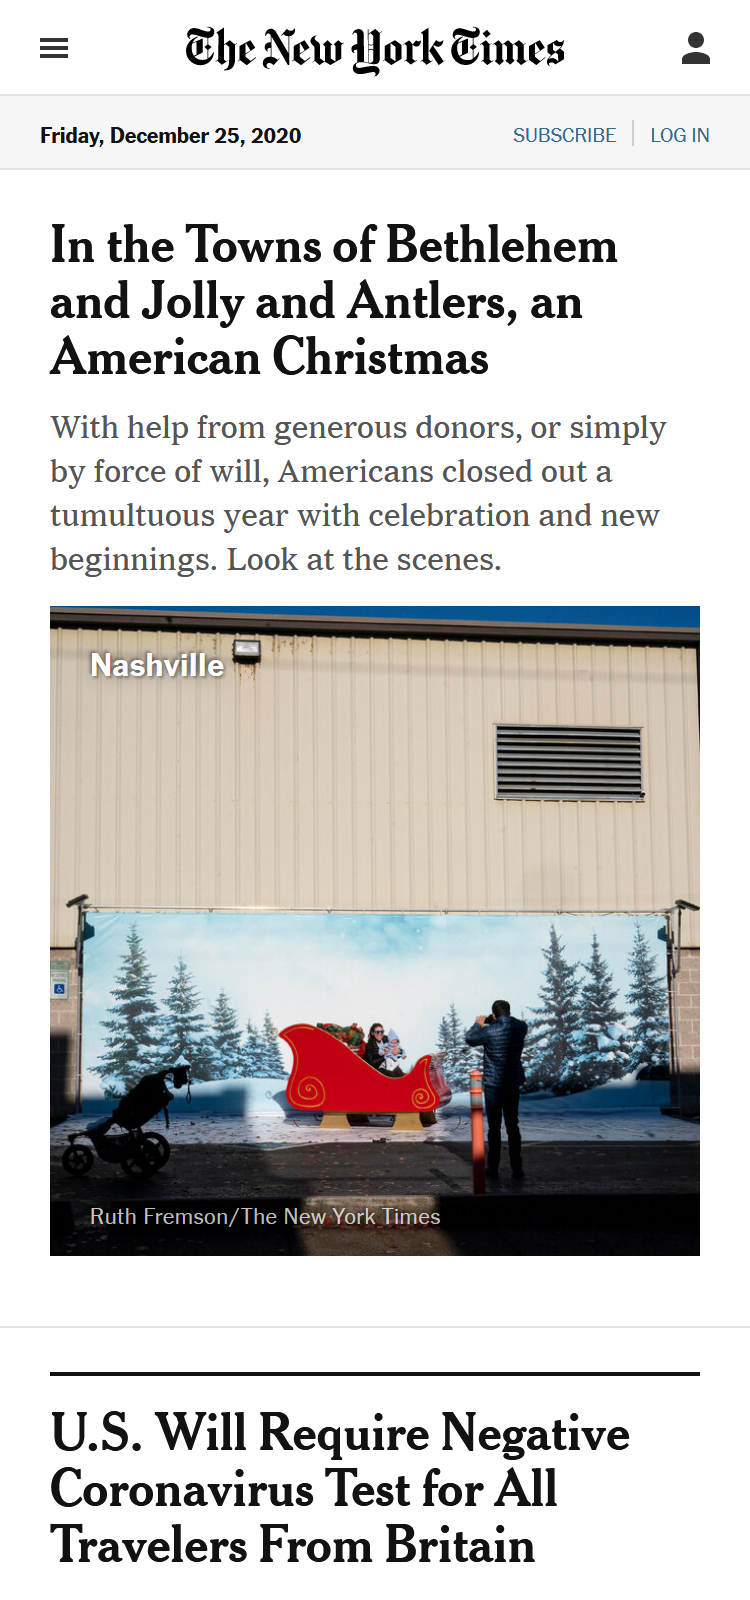 The New York Times
Friday, December 25, 2020
SUBSCRIBE
LOG IN
In the Towns of Bethlehem
and Jolly and Antlers, an
American Christmas
With help from generous donors, or simply
by force of will, Americans closed out a
tumultuous year with celebration and new
beginnings. Look at the scenes.
Nashville
Ruth Fremson/The New York Times
U.S. Will Require Negative
Coronavirus Test for All
Travelers From Britain